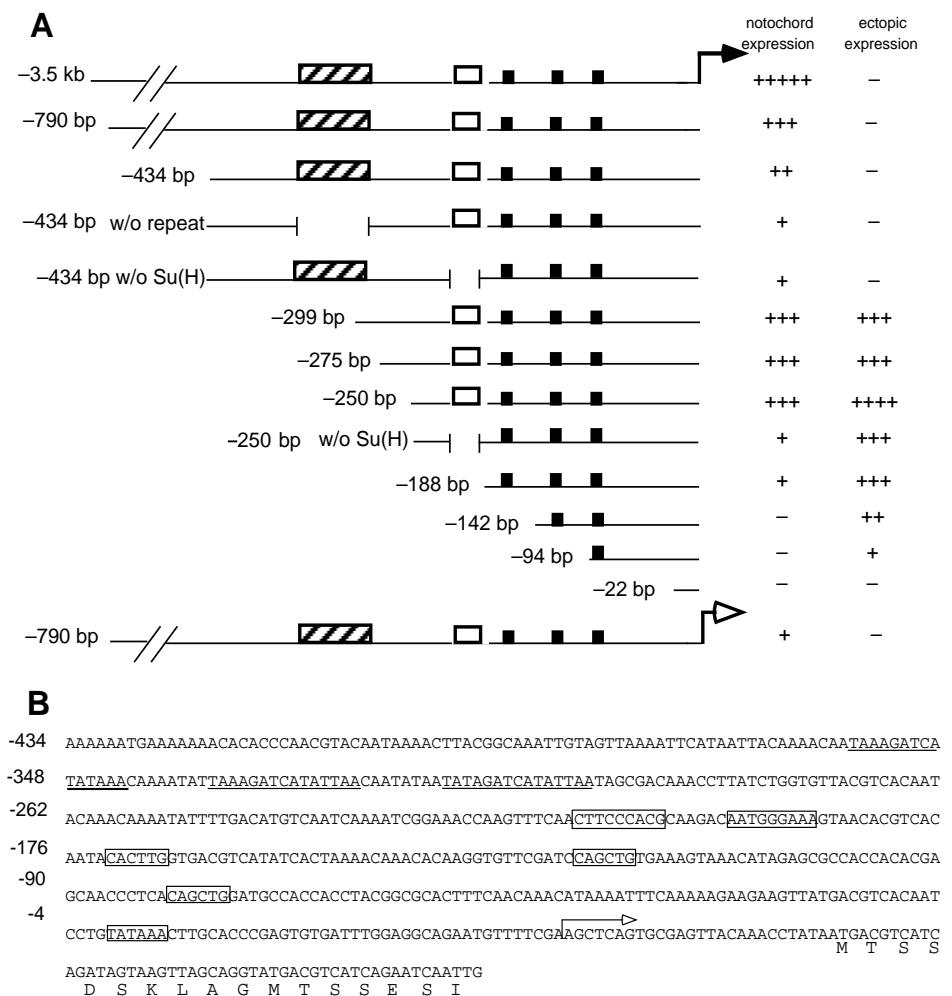 A
notochord expression
ectopic expression
–3.5 kb +++++ –
–790 bp +++ –
–434 bp ++ –
–434 bp w/o repeat + –
–434 bp w/o Su(H) + –
–299 bp +++ +++
–275 bp +++ +++
–250 bp +++ ++++
–250 bp w/o Su(H) + +++
–188 bp + +++
–142 bp – ++
–94 bp – +
–22 bp – –
–790 bp + –
B
-434 AAAAAATGAAAAAAACACACCCAACGTACAATAAAACTTACGGCAAATTGTAGTTAAAATTCATAATTACAAAACAATAAAGATCA
-348 TATAAACAAAATATTAAAGATCATATTAACAATATAATATAGATCATATTAATAGCGACAAACCTTATCTGGTGTTACGTCACAAT
-262 ACAAACAAAATATTTTGACATGTCAATCAAAATCGGAAACCAAGTTTCAACTTCCCACGCAAGACAATGGGAAAGTAACACGTCAC
-176 AATACACTTGGTGACGTCATATCACTAAAACAAACACAAGGTGTTCGATCCAGCTGTGAAAGTAAACATAGAGCGCCACCACACGA
-90 GCAACCCTCACAGCTGGATGCCACCACCTACGGCGCACTTTCAACAAACATAAAATTTCAAAAAGAAGAAGTTATGACGTCACAAT
-4 CCTGTATAAACTTGCACCCGAGTGTGATTTGGAGGCAGAATGTTTTCGAAGCTCAGTGCGAGTTACAAACCTATAATGACGTCATC
M T S S
AGATAGTAAGTTAGCAGGTATGACGTCATCAGAATCAATTG
D S K L A G M T S S E S I